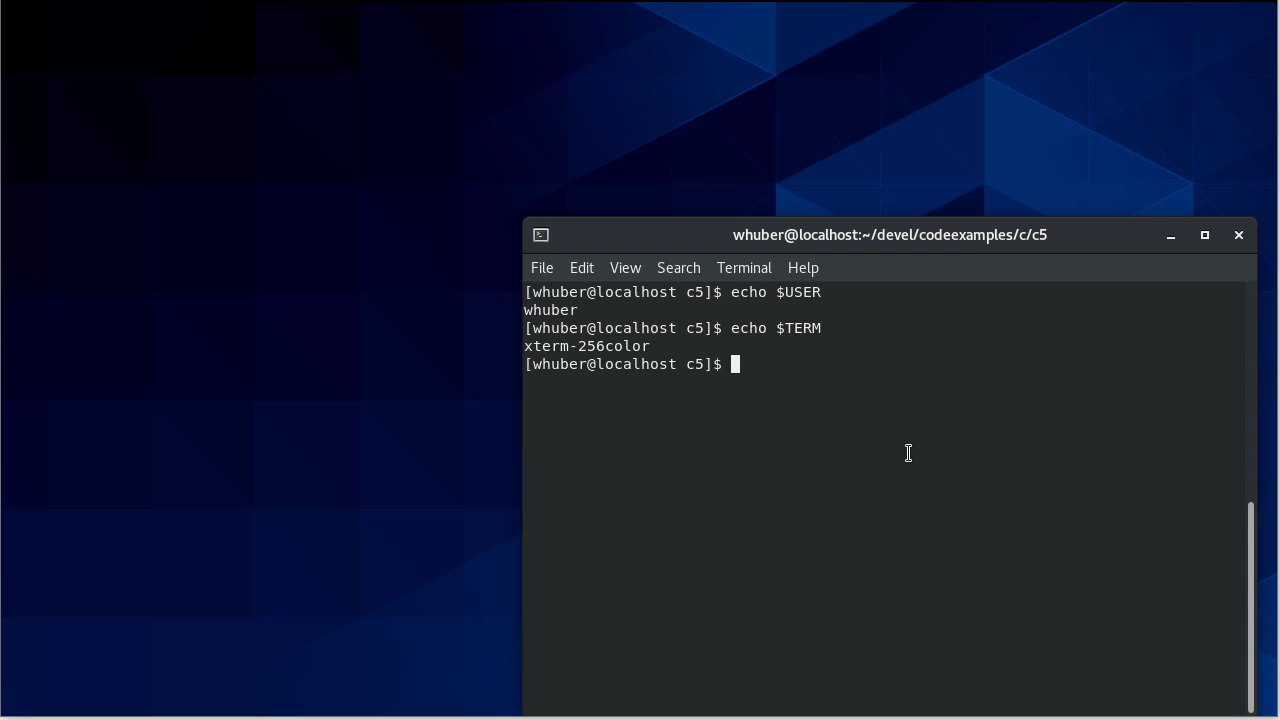 whuber@localhost:~/devel/codeexamples/c/c5
File Edit View Search Terminal Help
[whuber@localhost c5]$ echo $USER
whuber
[whuber@localhost c5]$ echo $TERM
xterm-256color
[whuber@localhost c5]$